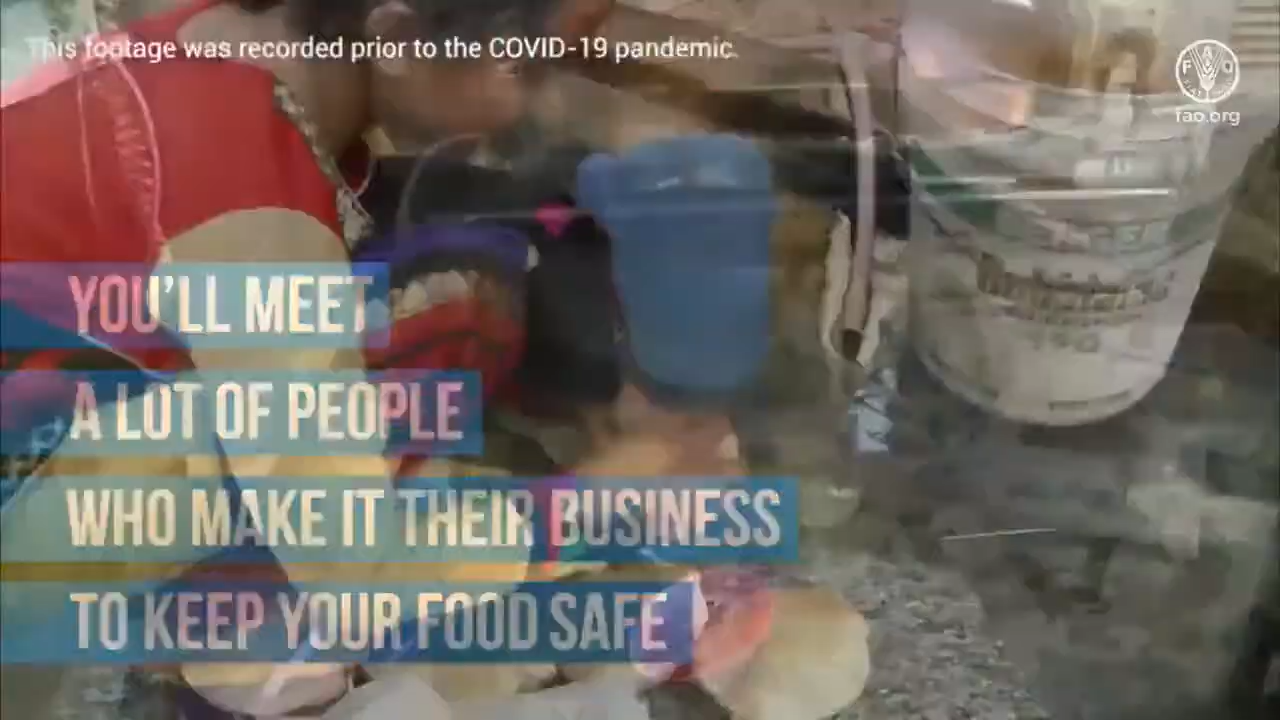 This footage was recorded prior to the COVID-19 pandemic.
F A O
fao.org
YOU'LL MEET
A LOT OF PEOPLE
WHO MAKE IT THEIR BUSINESS
TO KEEP YOUR FOOD SAFE